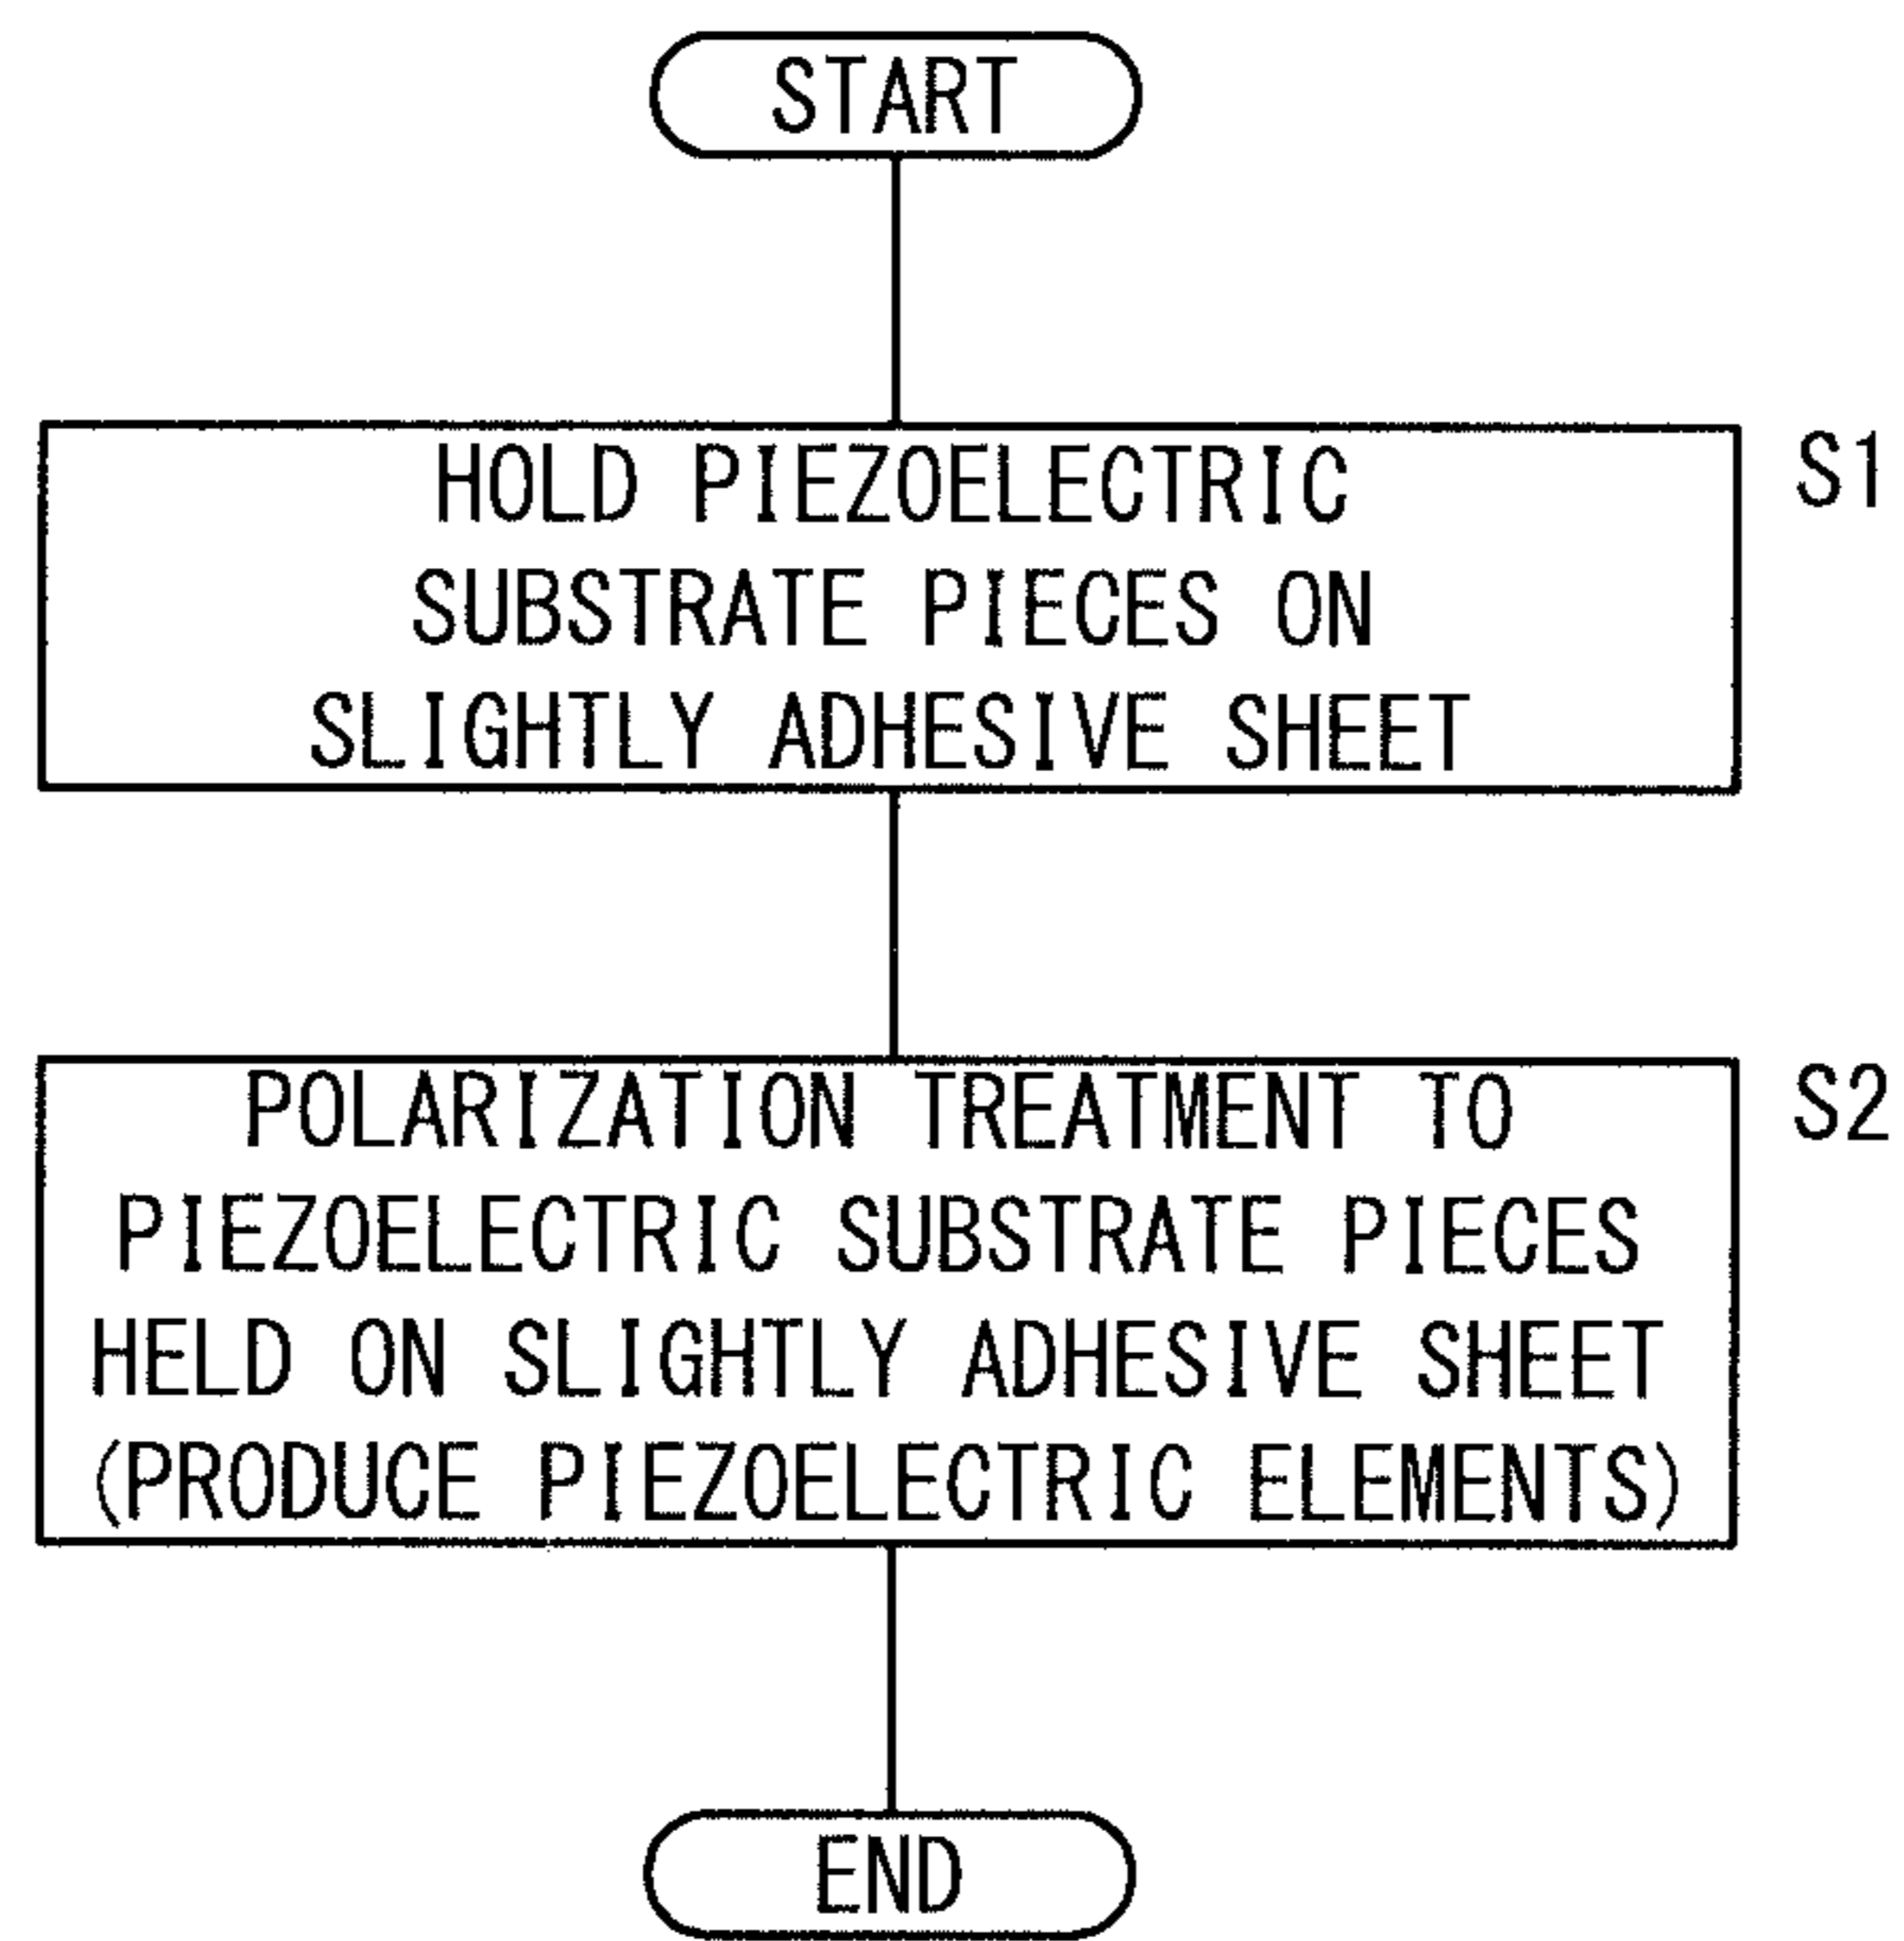 START
HOLD PIEZOELECTRIC
SUBSTRATE PIECES ON
SLIGHTLY ADHESIVE SHEET
S1
POLARIZATION TREATMENT TO
PIEZOELECTRIC SUBSTRATE PIECES
HELD ON SLIGHTLY ADHESIVE SHEET
(PRODUCE PIEZOELECTRIC ELEMENTS)
S2
END